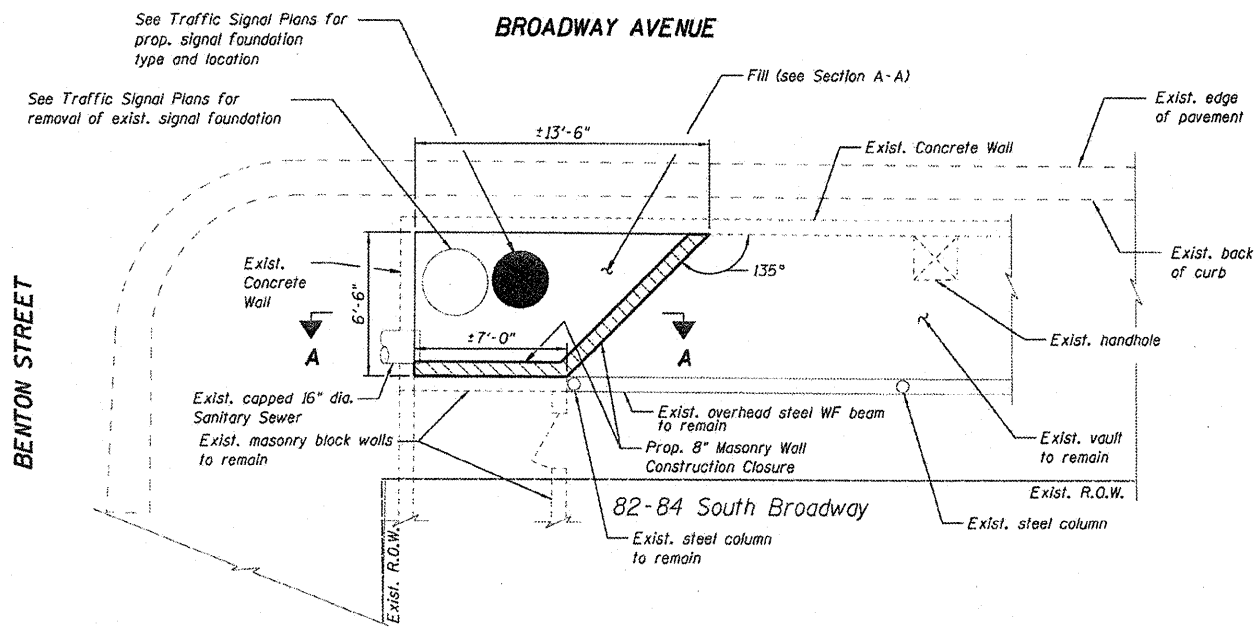 See Traffic Signal Plans for
prop. signal foundation
type and location
BROADWAY AVENUE
Fill (see Section A-A)
See Traffic Signal Plans for
removal of exist. signal foundation
Exist. edge
of pavement
±13'-6"
Exist. Concrete Wall
Exist.
Concrete
Wall
135°
Exist. back
of curb
6'-6"
BENTON STREET
±7'-0"
A
A
Exist. handhole
Exist. capped 16" dia.
Sanitary Sewer
Exist. overhead steel WF beam
to remain
Exist. masonry block walls
to remain
Prop. 8" Masonry Wall
Construction Closure
Exist. vault
to remain
Exist. R.O.W.
82-84 South Broadway
Exist. steel column
Exist. steel column
to remain
Exist. R.O.W.